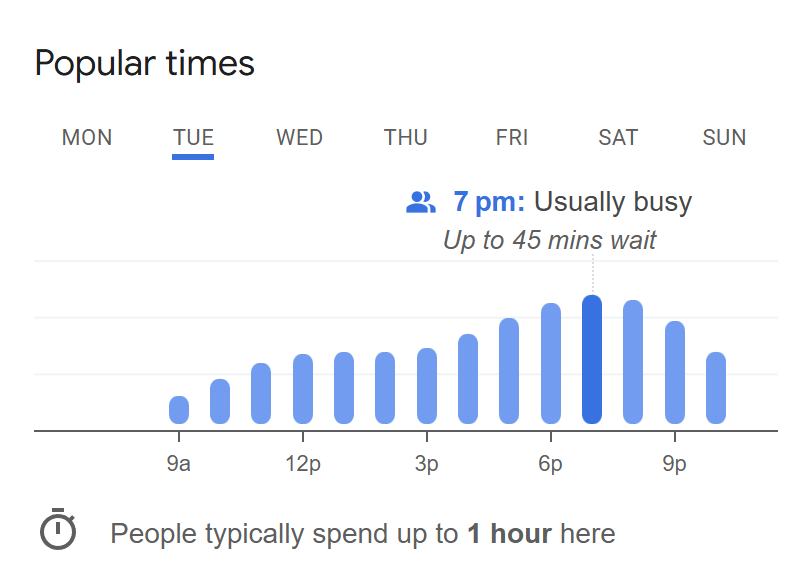 Popular times
MON TUE WED THU FRI SAT SUN
7 pm: Usually busy
Up to 45 mins wait
9a 12p 3p 6p 9p
People typically spend up to 1 hour here